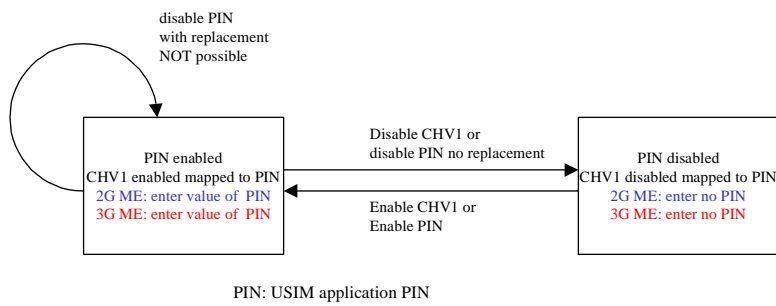 disable PIN
with replacement
NOT possible
PIN enabled
CHV1 enabled mapped to PIN
2G ME: enter value of PIN
3G ME: enter value of PIN
Disable CHV1 or
disable PIN no replacement
Enable CHV1 or
Enable PIN
PIN disabled
CHV1 disabled mapped to PIN
2G ME: enter no PIN
3G ME: enter no PIN
PIN: USIM application PIN